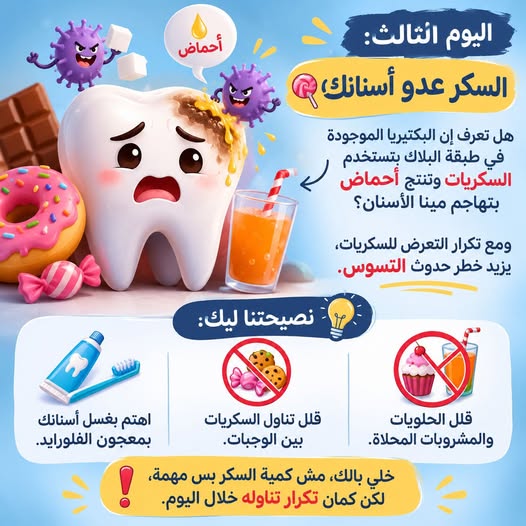 اليوم الثالث:
السكر عدو أسنانك
هل تعرف إن البكتيريا الموجودة
في طبقة البلاك بتستخدم
السكريات وتنتج أحماض
بتهاجم مينا الأسنان؟
ومع تكرار التعرض للسكريات،
يزيد خطر حدوث التسوس.
أحماض
نصيحتنا ليك:
قلل الحلويات
والمشروبات المحلاة.
قلل تناول السكريات
بين الوجبات.
اهتم بغسل أسنانك
بمعجون الفلورايد.
خلي بالك، مش كمية السكر بس مهمة،
لكن كمان تكرار تناوله خلال اليوم.